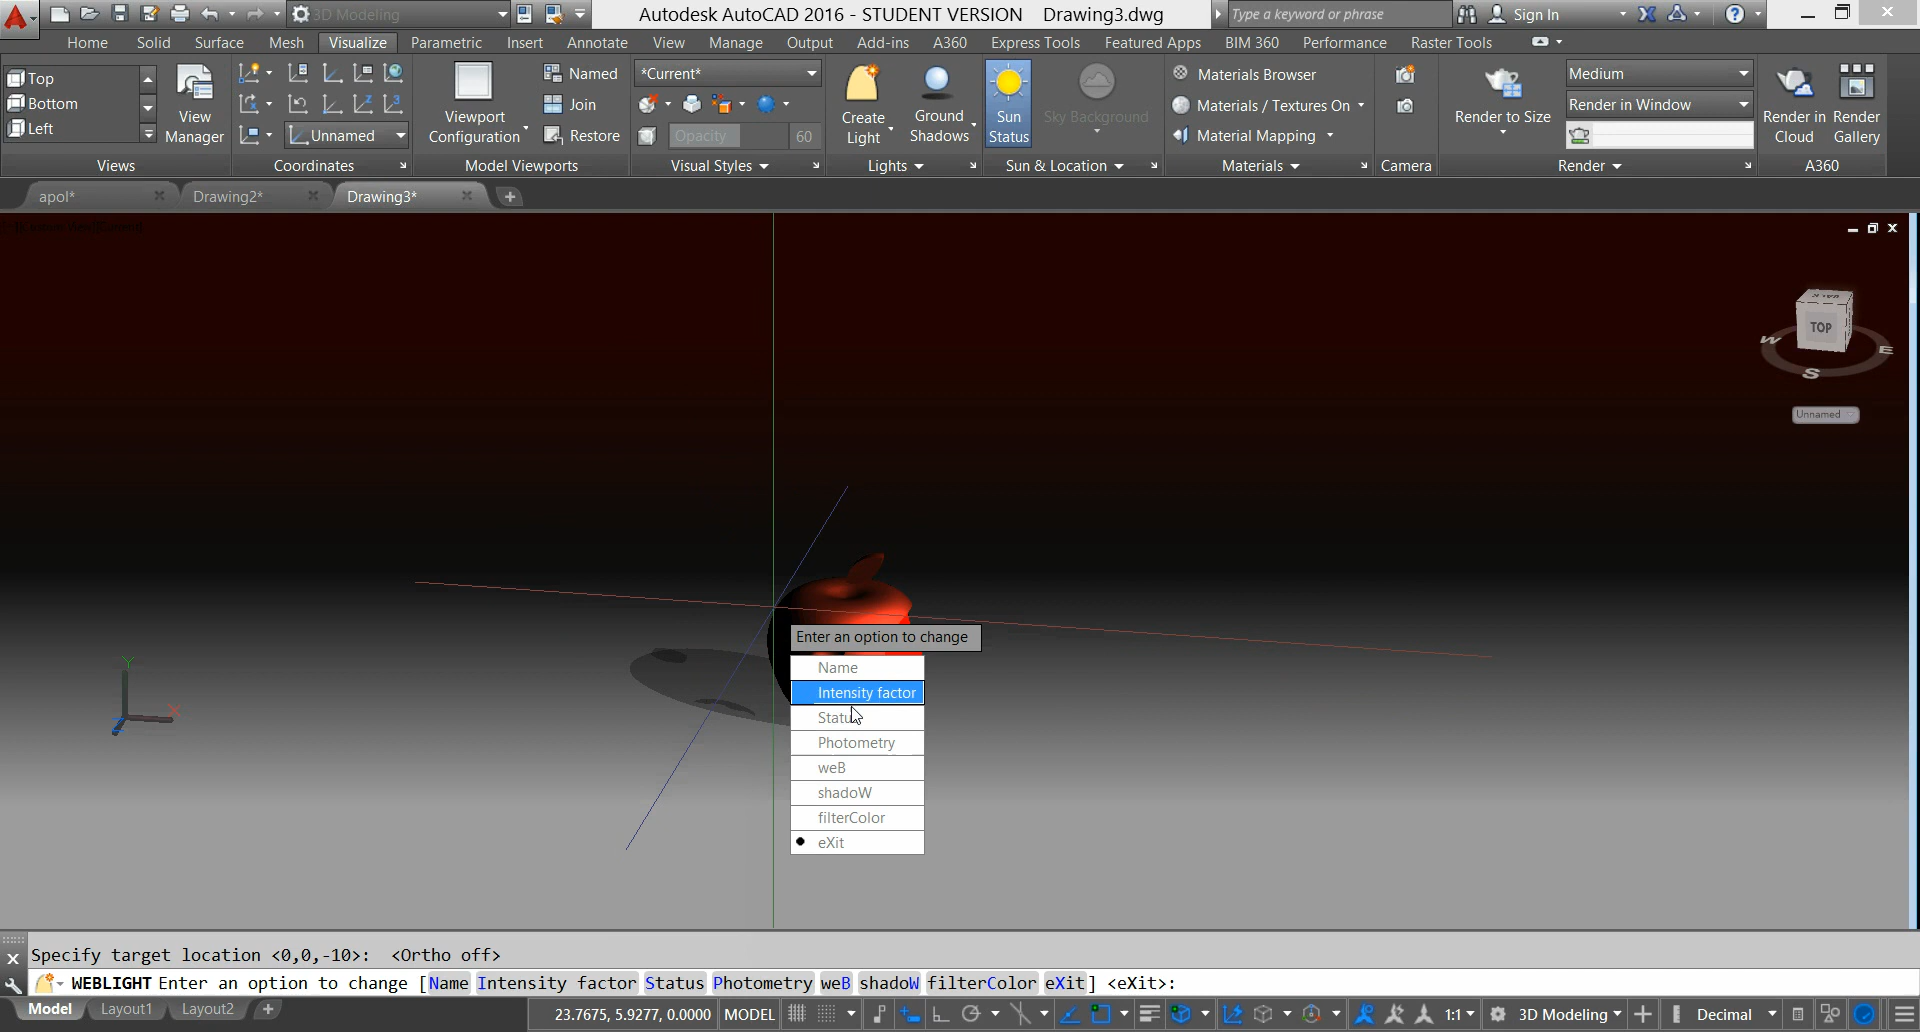 3D Modeling
Autodesk AutoCAD 2016 - STUDENT VERSION Drawing3.dwg
Type a keyword or phrase
Sign In
Home Solid Surface Mesh Visualize Parametric Insert Annotate View Manage Output Add-ins A360 Express Tools Featured Apps BIM 360 Performance Raster Tools
Top
Bottom
Left
View
Manager
Views
Unnamed
Coordinates
Viewport
Configuration
Named
Join
Restore
Model Viewports
*Current*
Opacity 60
Visual Styles
Create
Light
Ground
Shadows
Lights
Sun
Status
Sky Background
Sun & Location
Materials Browser
Materials / Textures On
Material Mapping
Materials
Camera
Render to Size
Medium
Render in Window
Render
Render in
Cloud
Render
Gallery
A360
apol*
Drawing2*
Drawing3*
TOP
W
E
S
Unnamed
Y
X
Enter an option to change
Name
Intensity factor
Status
Photometry
weB
shadoW
filterColor
eXit
Specify target location <0,0,-10>: <Ortho off>
WEBLIGHT Enter an option to change [Name Intensity factor Status Photometry weB shadoW filterColor eXit] <eXit>:
Model Layout1 Layout2
23.7675, 5.9277, 0.0000 MODEL 1:1 3D Modeling Decimal